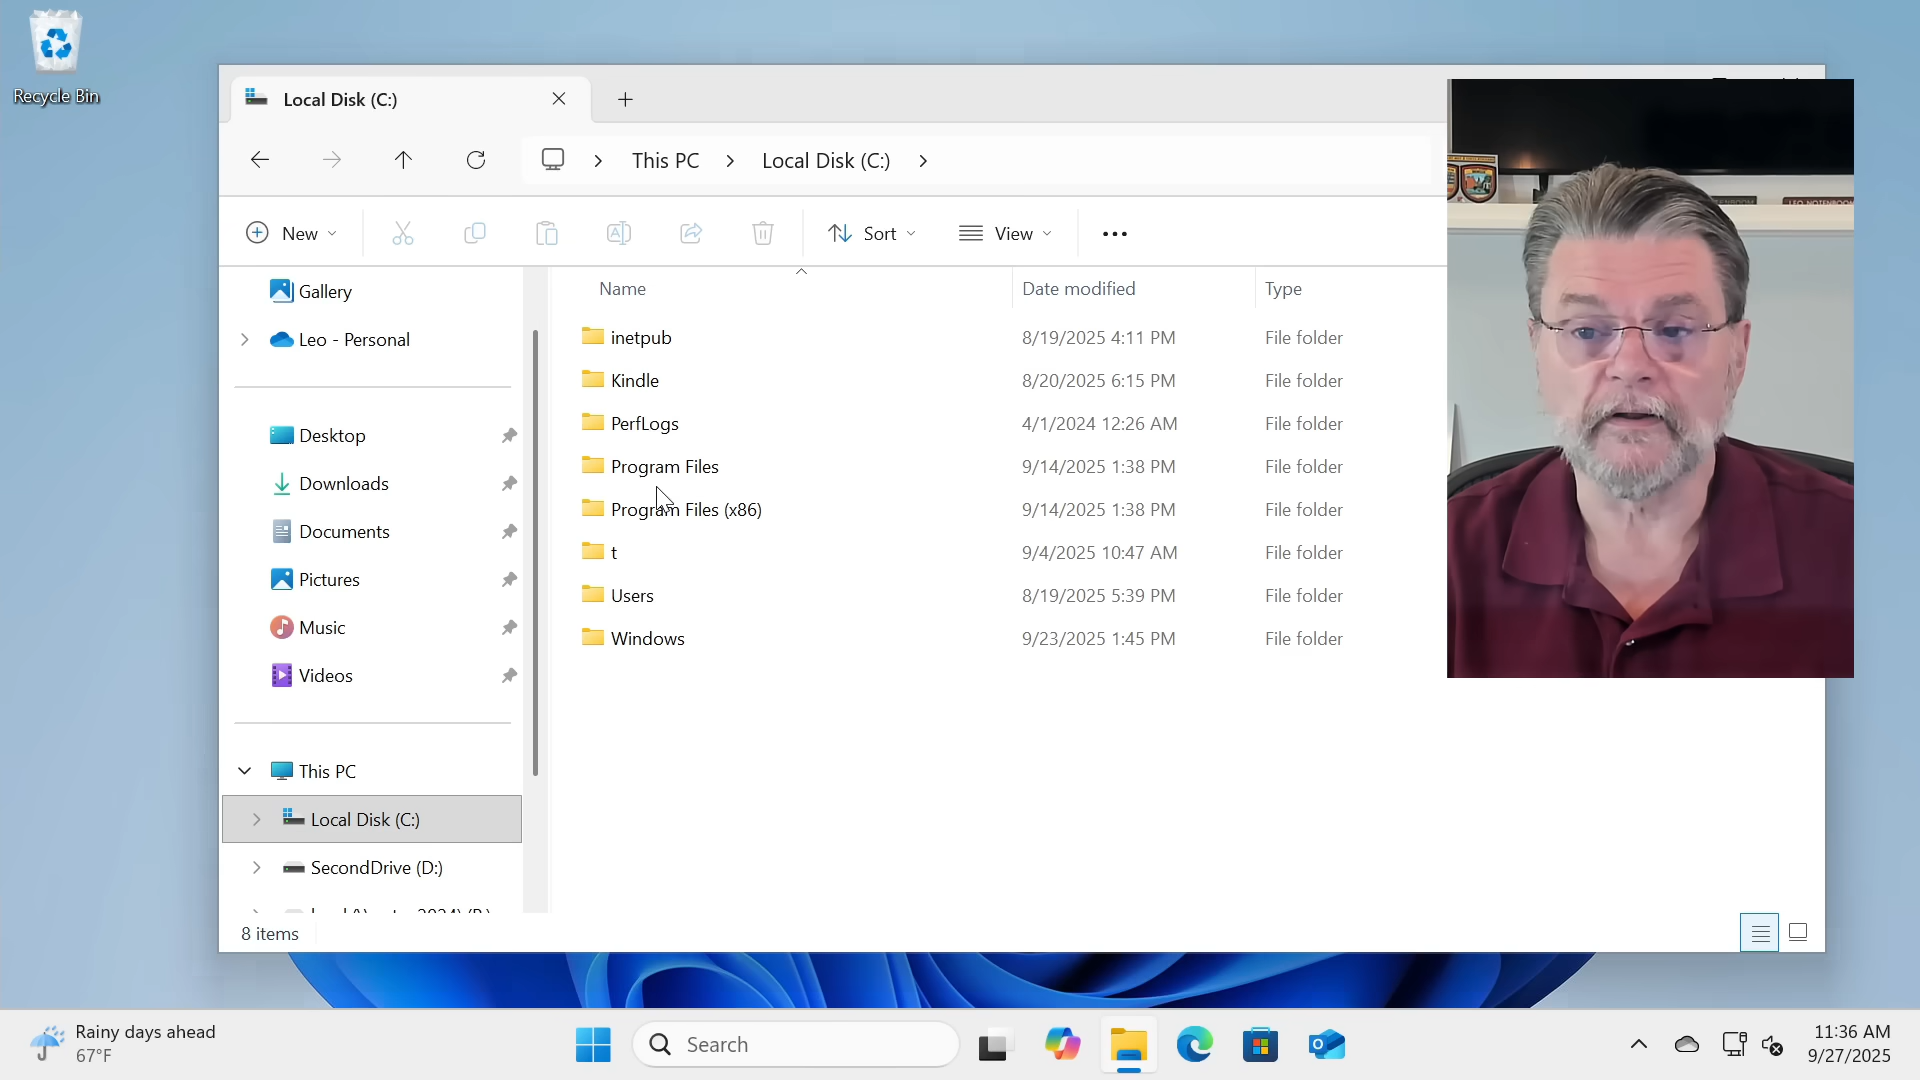 Recycle Bin
Local Disk (C:)
This PC
Local Disk (C:)
New
Sort
View
Gallery
Leo - Personal
Desktop
Downloads
Documents
Pictures
Music
Videos
This PC
Local Disk (C:)
SecondDrive (D:)
Name Date modified Type
inetpub 8/19/2025 4:11 PM File folder
Kindle 8/20/2025 6:15 PM File folder
PerfLogs 4/1/2024 12:26 AM File folder
Program Files 9/14/2025 1:38 PM File folder
Program Files (x86) 9/14/2025 1:38 PM File folder
t 9/4/2025 10:47 AM File folder
Users 8/19/2025 5:39 PM File folder
Windows 9/23/2025 1:45 PM File folder
8 items
Rainy days ahead
67°F
Search
11:36 AM
9/27/2025